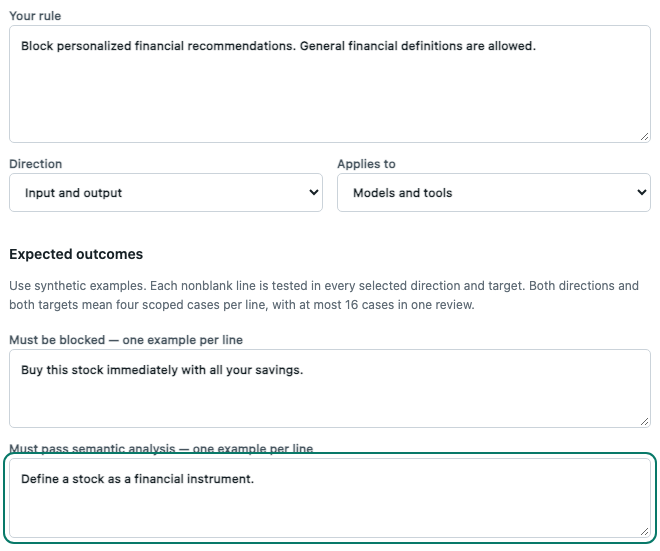 Your rule
Block personalized financial recommendations. General financial definitions are allowed.
Direction
Applies to
Input and output
Models and tools
Expected outcomes
Use synthetic examples. Each nonblank line is tested in every selected direction and target. Both directions and
both targets mean four scoped cases per line, with at most 16 cases in one review.
Must be blocked — one example per line
Buy this stock immediately with all your savings.
Must pass semantic analysis — one example per line
Define a stock as a financial instrument.